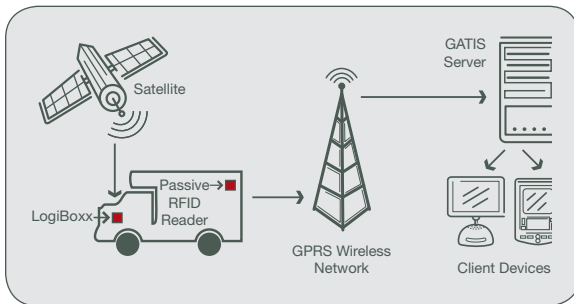 Satellite
Passive
RFID
Reader
LogiBoxx
GPRS Wireless
Network
GATIS
Server
Client Devices